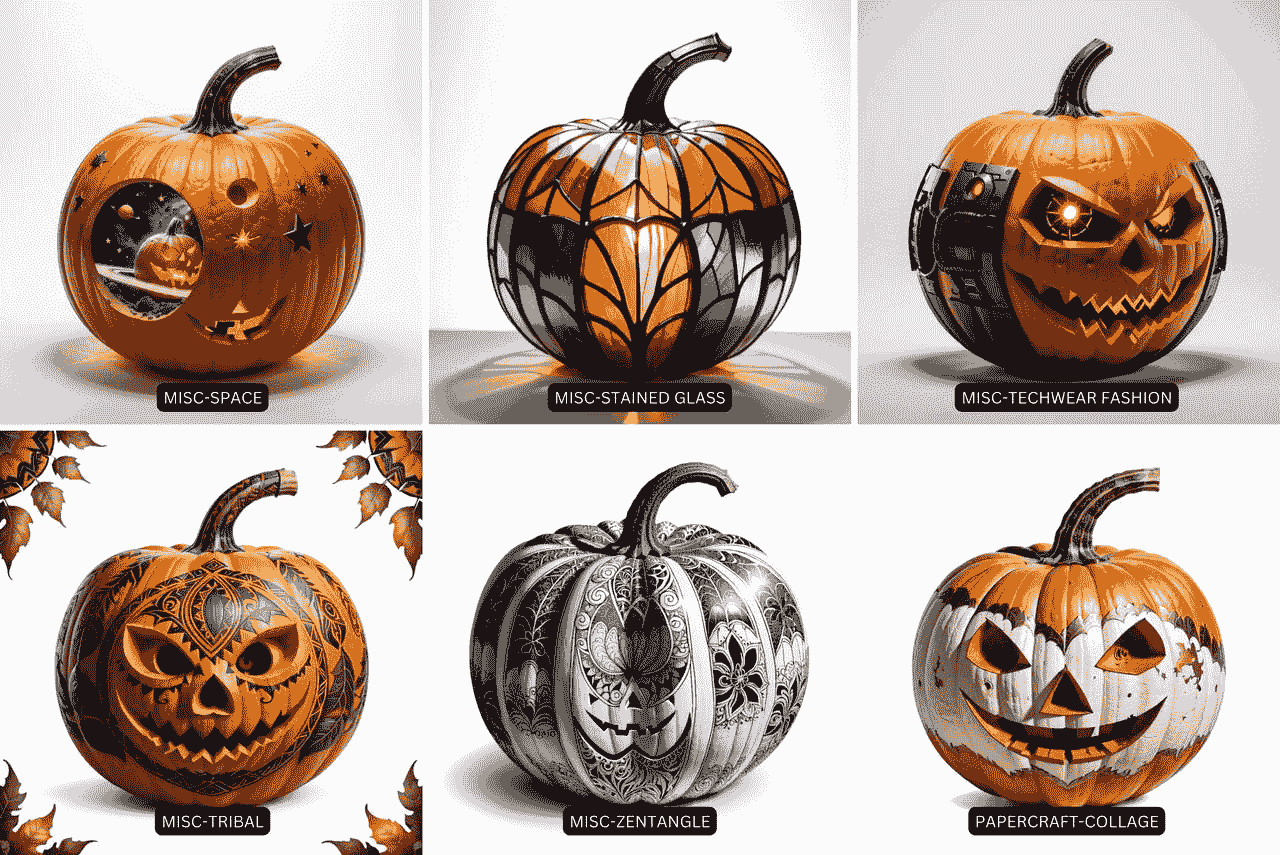 MISC-SPACE
MISC-STAINED GLASS
MISC-TECHWEAR FASHION
MISC-TRIBAL
MISC-ZENTANGLE
PAPERCRAFT-COLLAGE